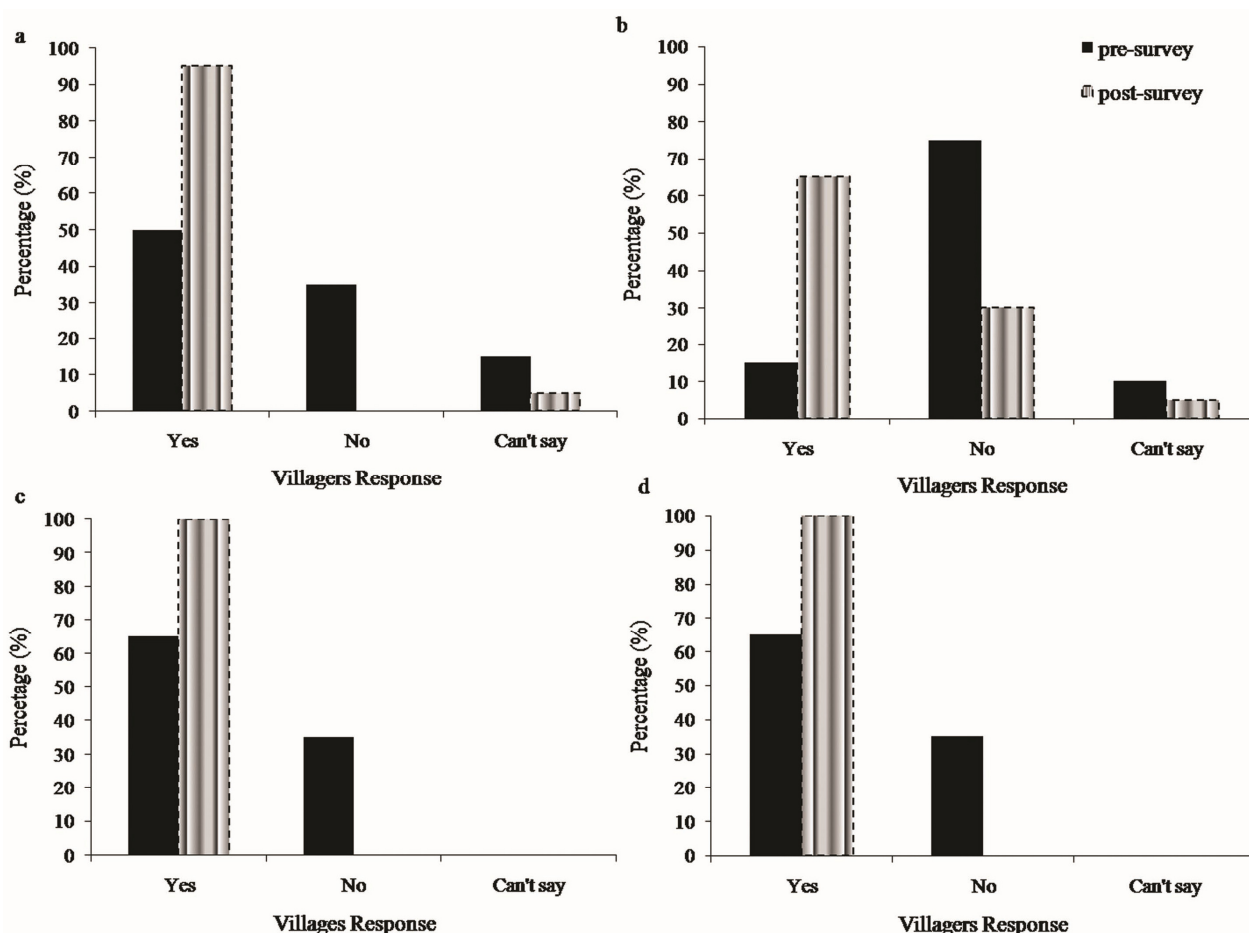 a
100
90
80
70
60
50
40
30
20
10
0
Percentage (%)
Yes No Can't say
Villagers Response
b
100
90
80
70
60
50
40
30
20
10
0
Percentage (%)
pre-survey
post-survey
Yes No Can't say
Villagers Response
c
100
90
80
70
60
50
40
30
20
10
0
Percetage (%)
Yes No Can't say
Villages Response
d
100
90
80
70
60
50
40
30
20
10
0
Percentage (%)
Yes No Can't say
Villagers Response